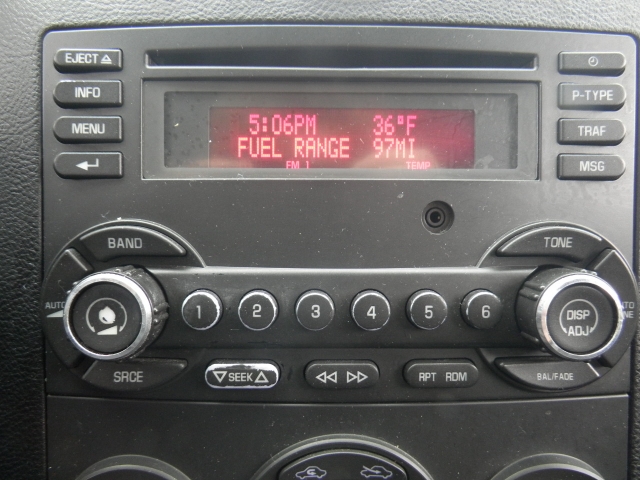 EJECT
INFO
P-TYPE
MENU
TRAF
MSG
5:06PM 36°F
FUEL RANGE 97MI
FM 1 TEMP
BAND
TONE
AUTO
1 2 3 4 5 6
DISP
ADJ
SRCE
SEEK
RPT RDM
BAL/FADE